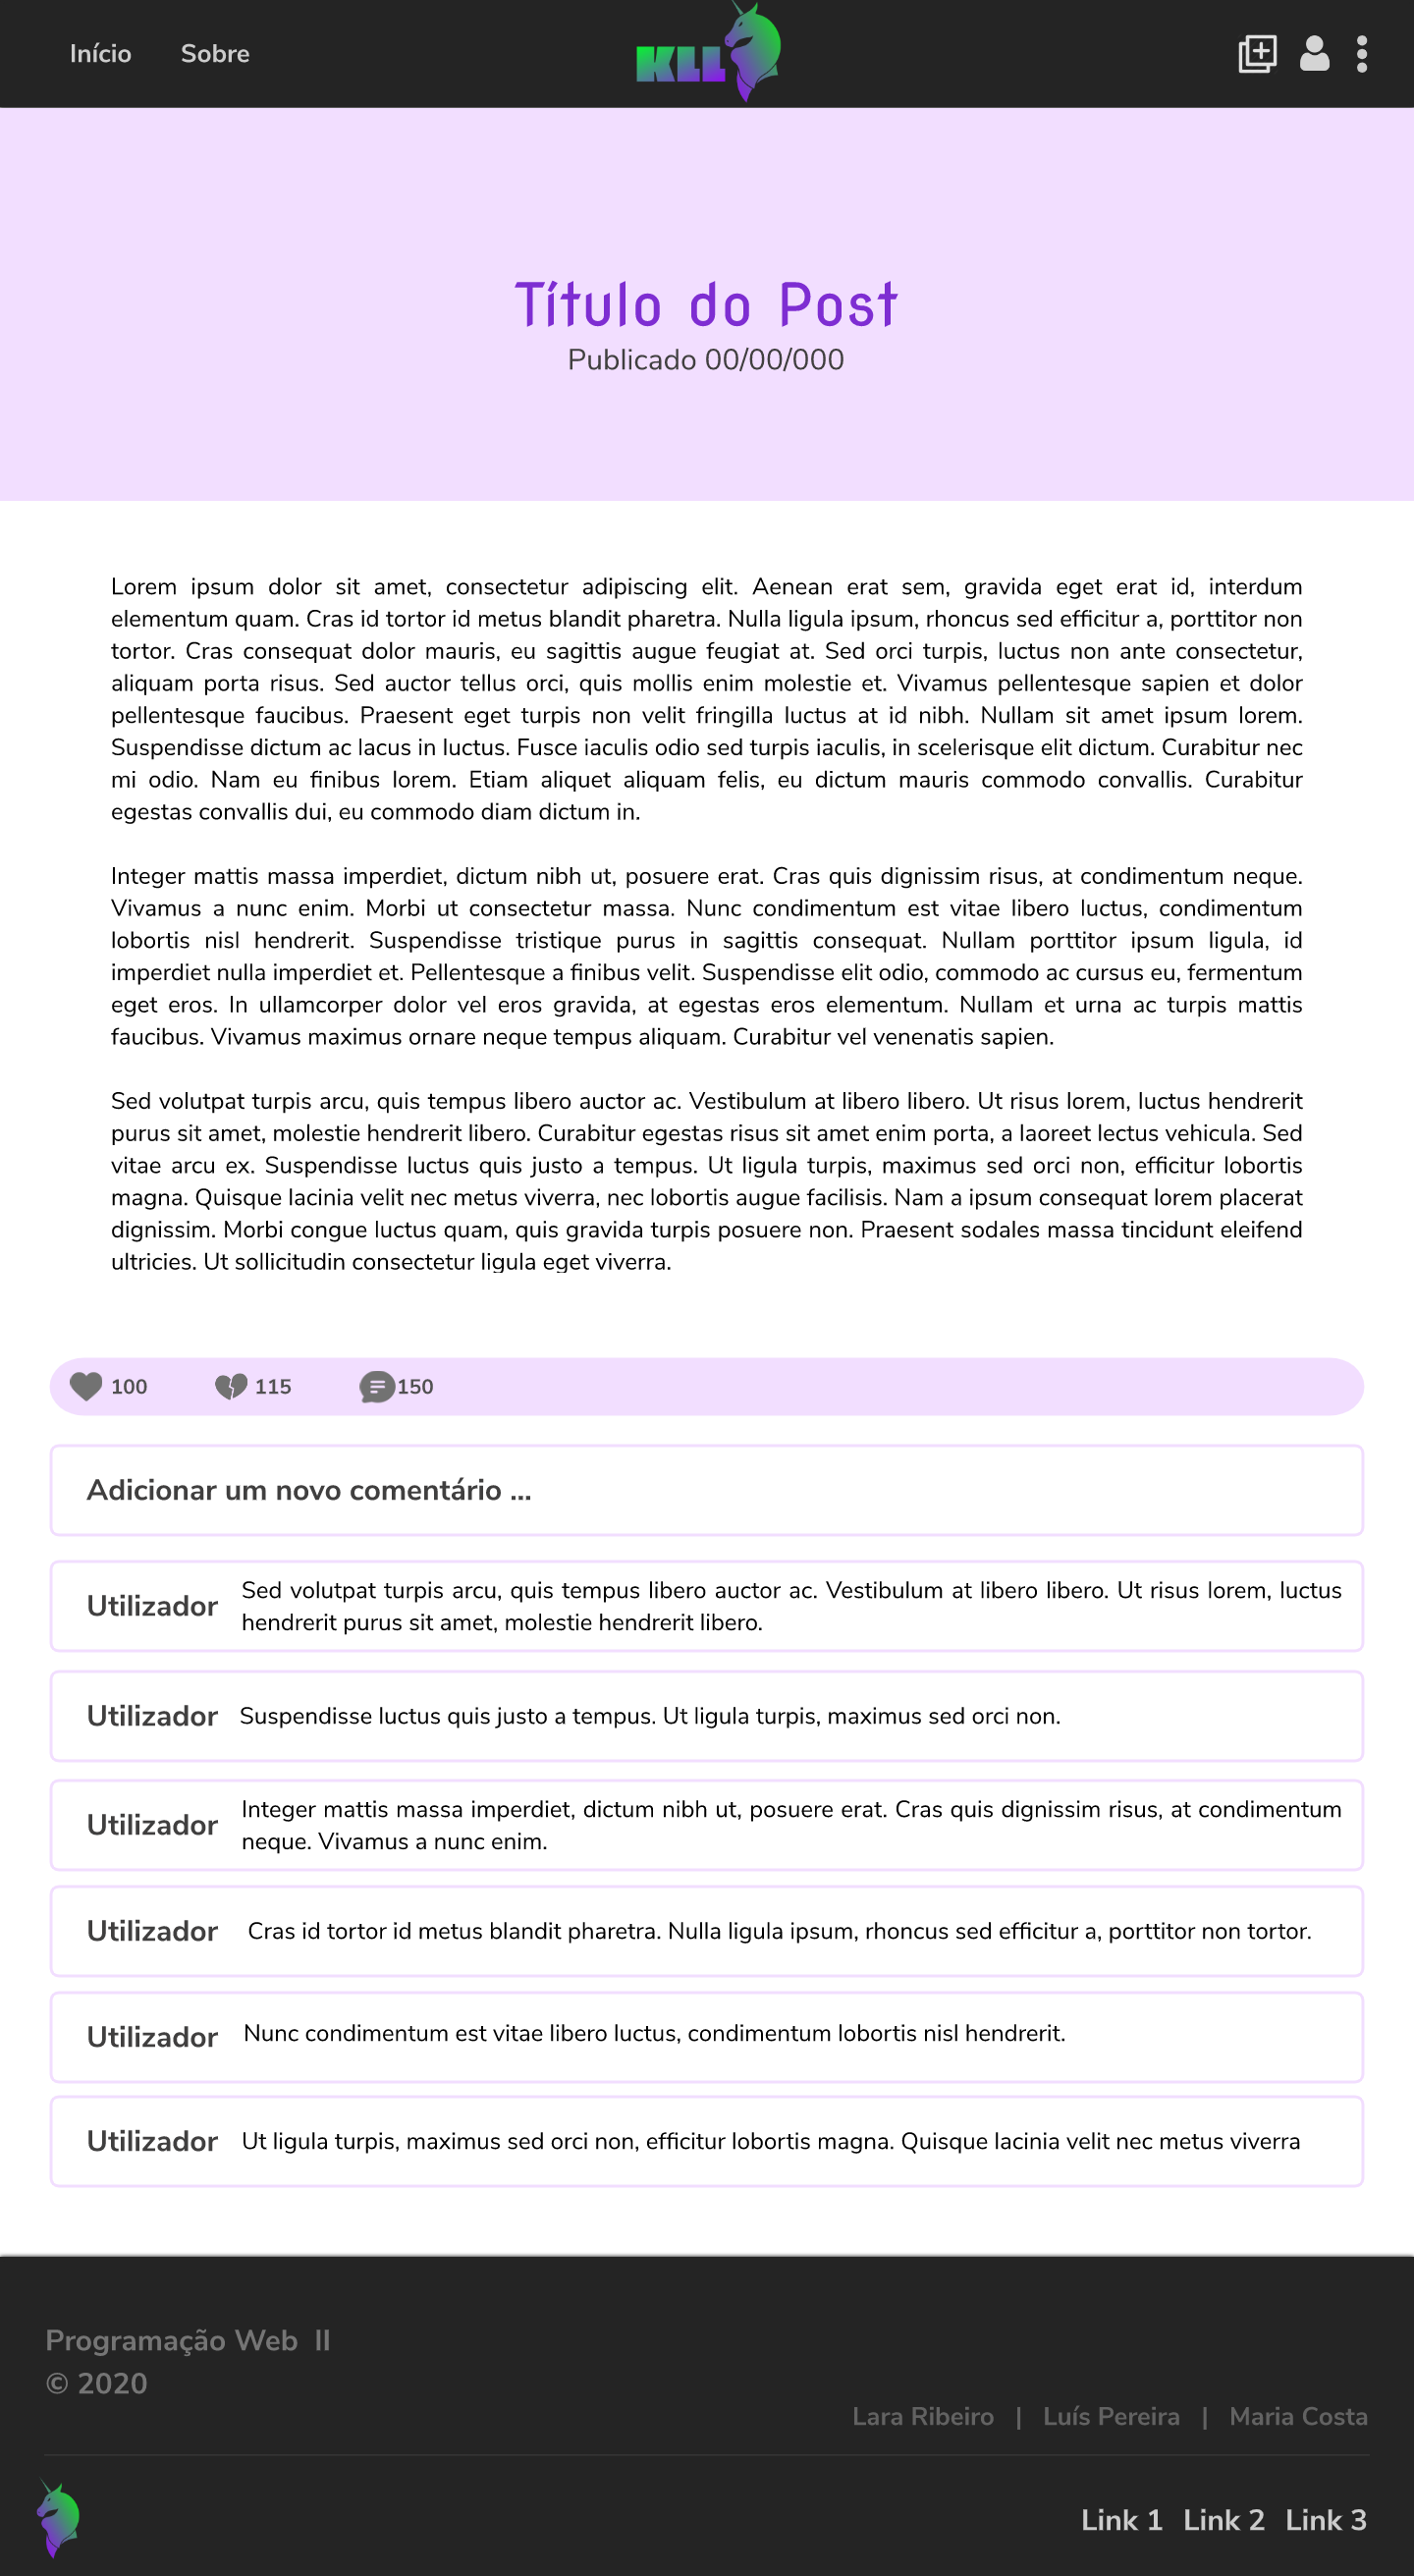 Início Sobre
KLL
Título do Post
Publicado 00/00/000
Lorem ipsum dolor sit amet, consectetur adipiscing elit. Aenean erat sem, gravida eget erat id, interdum
elementum quam. Cras id tortor id metus blandit pharetra. Nulla ligula ipsum, rhoncus sed efficitur a, porttitor non
tortor. Cras consequat dolor mauris, eu sagittis augue feugiat at. Sed orci turpis, luctus non ante consectetur,
aliquam porta risus. Sed auctor tellus orci, quis mollis enim molestie et. Vivamus pellentesque sapien et dolor
pellentesque faucibus. Praesent eget turpis non velit fringilla luctus at id nibh. Nullam sit amet ipsum lorem.
Suspendisse dictum ac lacus in luctus. Fusce iaculis odio sed turpis iaculis, in scelerisque elit dictum. Curabitur nec
mi odio. Nam eu finibus lorem. Etiam aliquet aliquam felis, eu dictum mauris commodo convallis. Curabitur
egestas convallis dui, eu commodo diam dictum in.
Integer mattis massa imperdiet, dictum nibh ut, posuere erat. Cras quis dignissim risus, at condimentum neque.
Vivamus a nunc enim. Morbi ut consectetur massa. Nunc condimentum est vitae libero luctus, condimentum
lobortis nisl hendrerit. Suspendisse tristique purus in sagittis consequat. Nullam porttitor ipsum ligula, id
imperdiet nulla imperdiet et. Pellentesque a finibus velit. Suspendisse elit odio, commodo ac cursus eu, fermentum
eget eros. In ullamcorper dolor vel eros gravida, at egestas eros elementum. Nullam et urna ac turpis mattis
faucibus. Vivamus maximus ornare neque tempus aliquam. Curabitur vel venenatis sapien.
Sed volutpat turpis arcu, quis tempus libero auctor ac. Vestibulum at libero libero. Ut risus lorem, luctus hendrerit
purus sit amet, molestie hendrerit libero. Curabitur egestas risus sit amet enim porta, a laoreet lectus vehicula. Sed
vitae arcu ex. Suspendisse luctus quis justo a tempus. Ut ligula turpis, maximus sed orci non, efficitur lobortis
magna. Quisque lacinia velit nec metus viverra, nec lobortis augue facilisis. Nam a ipsum consequat lorem placerat
dignissim. Morbi congue luctus quam, quis gravida turpis posuere non. Praesent sodales massa tincidunt eleifend
ultricies. Ut sollicitudin consectetur ligula eget viverra.
100 115 150
Adicionar um novo comentário ...
Utilizador
Sed volutpat turpis arcu, quis tempus libero auctor ac. Vestibulum at libero libero. Ut risus lorem, luctus
hendrerit purus sit amet, molestie hendrerit libero.
Utilizador Suspendisse luctus quis justo a tempus. Ut ligula turpis, maximus sed orci non.
Utilizador
Integer mattis massa imperdiet, dictum nibh ut, posuere erat. Cras quis dignissim risus, at condimentum
neque. Vivamus a nunc enim.
Utilizador Cras id tortor id metus blandit pharetra. Nulla ligula ipsum, rhoncus sed efficitur a, porttitor non tortor.
Utilizador Nunc condimentum est vitae libero luctus, condimentum lobortis nisl hendrerit.
Utilizador Ut ligula turpis, maximus sed orci non, efficitur lobortis magna. Quisque lacinia velit nec metus viverra
Programação Web II
© 2020
Lara Ribeiro | Luís Pereira | Maria Costa
Link 1 Link 2 Link 3